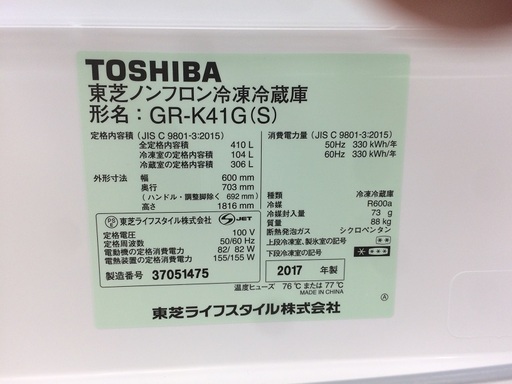 TOSHIBA
東芝ノンフロン冷凍冷蔵庫
形名：GR-K41G(S)
定格内容積（JIS C 9801-3:2015）
全定格内容積 410 L
冷凍室の定格内容積 104 L
冷蔵室の定格内容積 306 L
外形寸法 幅 600 mm
奥行 703 mm
（ハンドル・調整脚除く 692 mm）
高さ 1816 mm
消費電力量（JIS C 9801-3:2015）
50Hz 330 kWh/年
60Hz 330 kWh/年
種類 冷凍冷蔵庫
冷媒 R600a
冷媒封入量 73 g
質量 88 kg
断熱発泡ガス シクロペンタン
上段冷凍室、製氷室の記号 **
下段冷凍室の記号 ****
PS E 東芝ライフスタイル株式会社 JET
定格電圧 100 V
定格周波数 50/60 Hz
電動機の定格消費電力 82/ 82 W
電熱装置の定格消費電力 155/155 W
製造番号 37051475
2017 年製
温度ヒューズ 76℃ または 77℃
MADE IN CHINA
東芝ライフスタイル株式会社
Ⓐ